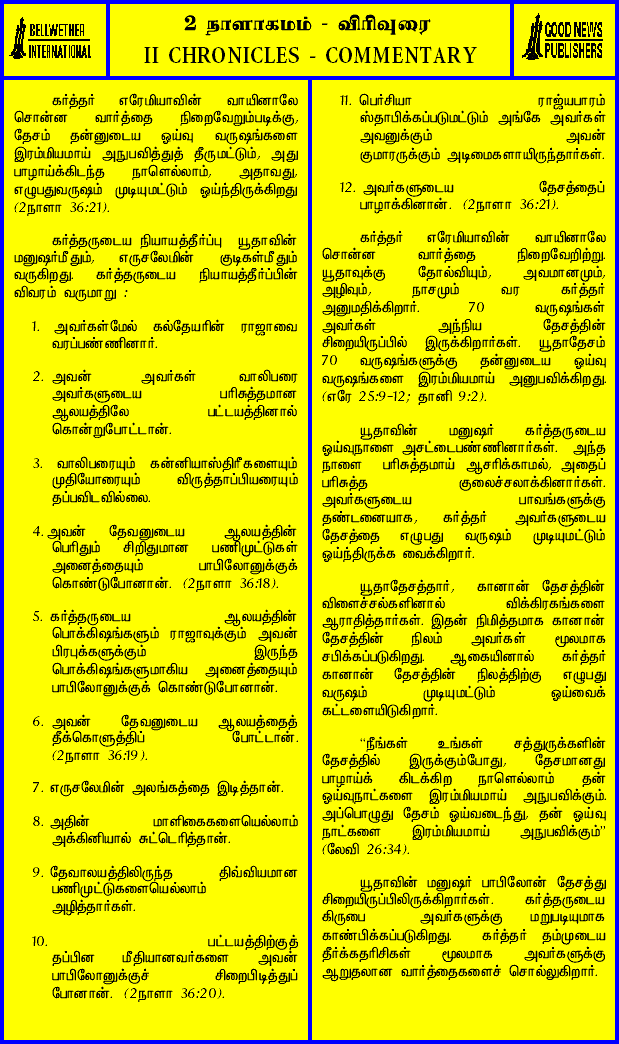 BELLWETHER
INTERNATIONAL
2 நாளாகமம் - விரிவுரை
II CHRONICLES - COMMENTARY
GOOD NEWS
PUBLISHERS
கர்த்தர் எரேமியாவின் வாயினாலே
சொன்ன வார்த்தை நிறைவேறும்படிக்கு,
தேசம் தன்னுடைய ஓய்வு வருஷங்களை
இரம்மியமாய் அநுபவித்துத் தீருமட்டும், அது
பாழாய்க்கிடந்த நாளெல்லாம், அதாவது,
எழுபதுவருஷம் முடியுமட்டும் ஓய்ந்திருக்கிறது
(2நாளா 36:21).
கர்த்தருடைய நியாயத்தீர்ப்பு யூதாவின்
மனுஷர்மீதும், எருசலேமின் குடிகள்மீதும்
வருகிறது. கர்த்தருடைய நியாயத்தீர்ப்பின்
விவரம் வருமாறு :
1. அவர்கள்மேல் கல்தேயரின் ராஜாவை
வரப்பண்ணினார்.
2. அவன் அவர்கள் வாலிபரை
அவர்களுடைய பரிசுத்தமான
ஆலயத்திலே பட்டயத்தினால்
கொன்றுபோட்டான்.
3. வாலிபரையும் கன்னியாஸ்திரீகளையும்
முதியோரையும் விருத்தாப்பியரையும்
தப்பவிடவில்லை.
4. அவன் தேவனுடைய ஆலயத்தின்
பெரிதும் சிறிதுமான பணிமுட்டுகள்
அனைத்தையும் பாபிலோனுக்குக்
கொண்டுபோனான். (2நாளா 36:18).
5. கர்த்தருடைய ஆலயத்தின்
பொக்கிஷங்களும் ராஜாவுக்கும் அவன்
பிரபுக்களுக்கும் இருந்த
பொக்கிஷங்களுமாகிய அனைத்தையும்
பாபிலோனுக்குக் கொண்டுபோனான்.
6. அவன் தேவனுடைய ஆலயத்தைத்
தீக்கொளுத்திப் போட்டான்.
(2நாளா 36:19).
7. எருசலேமின் அலங்கத்தை இடித்தான்.
8. அதின் மாளிகைகளையெல்லாம்
அக்கினியால் சுட்டெரித்தான்.
9. தேவாலயத்திலிருந்த திவ்வியமான
பணிமுட்டுகளையெல்லாம்
அழித்தார்கள்.
10. பட்டயத்திற்குத்
தப்பின மீதியானவர்களை அவன்
பாபிலோனுக்குச் சிறைபிடித்துப்
போனான். (2நாளா 36:20).
11. பெர்சியா ராஜ்யபாரம்
ஸ்தாபிக்கப்படுமட்டும் அங்கே அவர்கள்
அவனுக்கும் அவன்
குமாரருக்கும் அடிமைகளாயிருந்தார்கள்.
12. அவர்களுடைய தேசத்தைப்
பாழாக்கினான். (2நாளா 36:21).
கர்த்தர் எரேமியாவின் வாயினாலே
சொன்ன வார்த்தை நிறைவேறிற்று.
யூதாவுக்கு தோல்வியும், அவமானமும்,
அழிவும், நாசமும் வர கர்த்தர்
அனுமதிக்கிறார். 70 வருஷங்கள்
அவர்கள் அந்நிய தேசத்தின்
சிறையிருப்பில் இருக்கிறார்கள். யூதாதேசம்
70 வருஷங்களுக்கு தன்னுடைய ஓய்வு
வருஷங்களை இரம்மியமாய் அனுபவிக்கிறது.
(எரே 25:9-12; தானி 9:2).
யூதாவின் மனுஷர் கர்த்தருடைய
ஓய்வுநாளை அசட்டைபண்ணினார்கள். அந்த
நாளை பரிசுத்தமாய் ஆசரிக்காமல், அதைப்
பரிசுத்த குலைச்சலாக்கினார்கள்.
அவர்களுடைய பாவங்களுக்கு
தண்டனையாக, கர்த்தர் அவர்களுடைய
தேசத்தை எழுபது வருஷம் முடியுமட்டும்
ஓய்ந்திருக்க வைக்கிறார்.
யூதாதேசத்தார், கானான் தேசத்தின்
விளைச்சல்களினால் விக்கிரகங்களை
ஆராதித்தார்கள். இதன் நிமித்தமாக கானான்
தேசத்தின் நிலம் அவர்கள் மூலமாக
சபிக்கப்படுகிறது. ஆகையினால் கர்த்தர்
கானான் தேசத்தின் நிலத்திற்கு எழுபது
வருஷம் முடியுமட்டும் ஓய்வைக்
கட்டளையிடுகிறார்.
“நீங்கள் உங்கள் சத்துருக்களின்
தேசத்தில் இருக்கும்போது, தேசமானது
பாழாய்க் கிடக்கிற நாளெல்லாம் தன்
ஓய்வுநாட்களை இரம்மியமாய் அநுபவிக்கும்.
அப்பொழுது தேசம் ஓய்வடைந்து, தன் ஓய்வு
நாட்களை இரம்மியமாய் அநுபவிக்கும்”
(லேவி 26:34).
யூதாவின் மனுஷர் பாபிலோன் தேசத்து
சிறையிருப்பிலிருக்கிறார்கள். கர்த்தருடைய
கிருபை அவர்களுக்கு மறுபடியுமாக
காண்பிக்கப்படுகிறது. கர்த்தர் தம்முடைய
தீர்க்கதரிசிகள் மூலமாக அவர்களுக்கு
ஆறுதலான வார்த்தைகளைச் சொல்லுகிறார்.